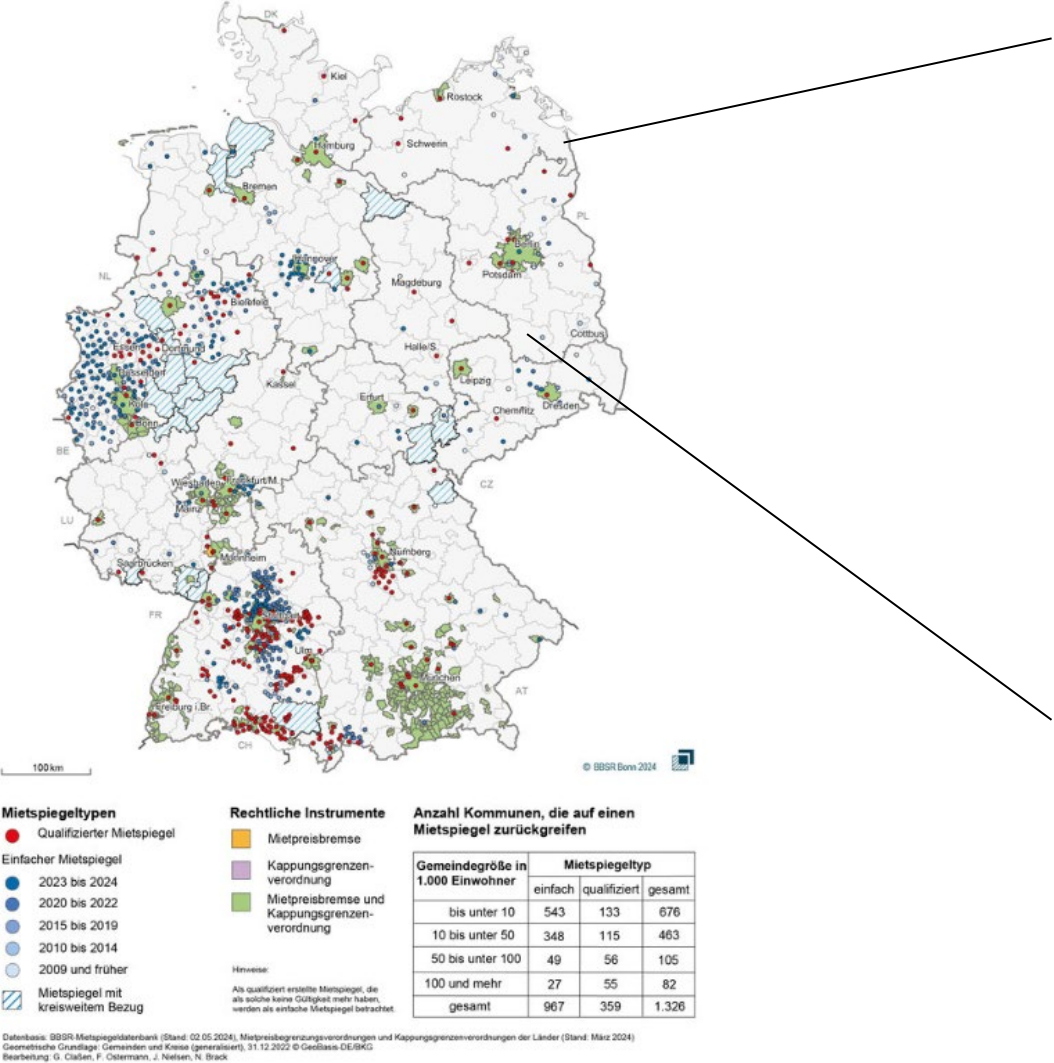 DK
Kiel
Rostock
Hamburg
Schwerin
Bremen
PL
Berlin
NL
Hannover
Potsdam
Magdeburg
Bielefeld
Cottbus
Essen
Dortmund
Halle/S.
Düsseldorf
Leipzig
Kassel
Erfurt
Köln
Dresden
Chemnitz
Bonn
BE
Wiesbaden
Frankfurt/M.
CZ
Mainz
LU
Nürnberg
Mannheim
Saarbrücken
FR
Stuttgart
Ulm
München
AT
Freiburg i.Br.
CH
100 km
© BBSR Bonn 2024
Mietspiegeltypen
Qualifizierter Mietspiegel
Einfacher Mietspiegel
2023 bis 2024
2020 bis 2022
2015 bis 2019
2010 bis 2014
2009 und früher
Mietspiegel mit
kreisweitem Bezug
Rechtliche Instrumente
Mietpreisbremse
Kappungsgrenzen-
verordnung
Mietpreisbremse und
Kappungsgrenzen-
verordnung
Hinweise:
Als qualifiziert erstellte Mietspiegel, die
als solche keine Gültigkeit mehr haben,
werden als einfache Mietspiegel betrachtet.
Anzahl Kommunen, die auf einen
Mietspiegel zurückgreifen
Gemeindegröße in
1.000 Einwohner
Mietspiegeltyp
einfach qualifiziert gesamt
bis unter 10 543 133 676
10 bis unter 50 348 115 463
50 bis unter 100 49 56 105
100 und mehr 27 55 82
gesamt 967 359 1.326
Datenbasis: BBSR-Mietspiegeldatenbank (Stand: 02.05.2024), Mietpreisbegrenzungsverordnungen und Kappungsgrenzenverordnungen der Länder (Stand: März 2024)
Geometrische Grundlage: Gemeinden und Kreise (generalisiert), 31.12.2022 © GeoBasis-DE/BKG
Bearbeitung: G. Claßen, F. Ostermann, J. Nielsen, N. Brack